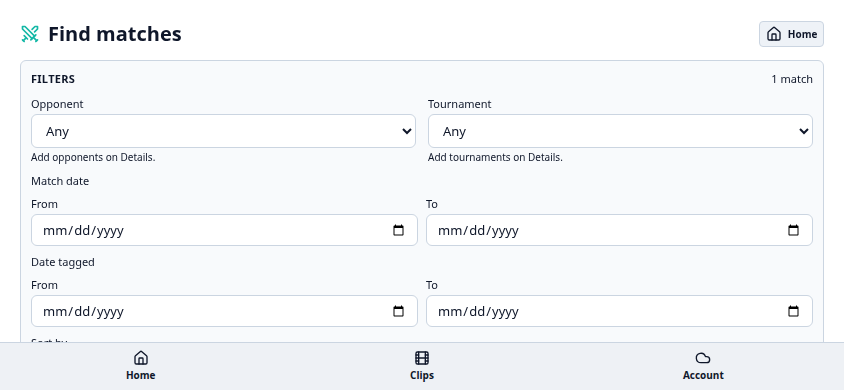 Find matches
Home
FILTERS
1 match
Opponent
Tournament
Any
Any
Add opponents on Details.
Add tournaments on Details.
Match date
From
To
mm/dd/yyyy
mm/dd/yyyy
Date tagged
From
To
mm/dd/yyyy
mm/dd/yyyy
Sort by
Home
Clips
Account